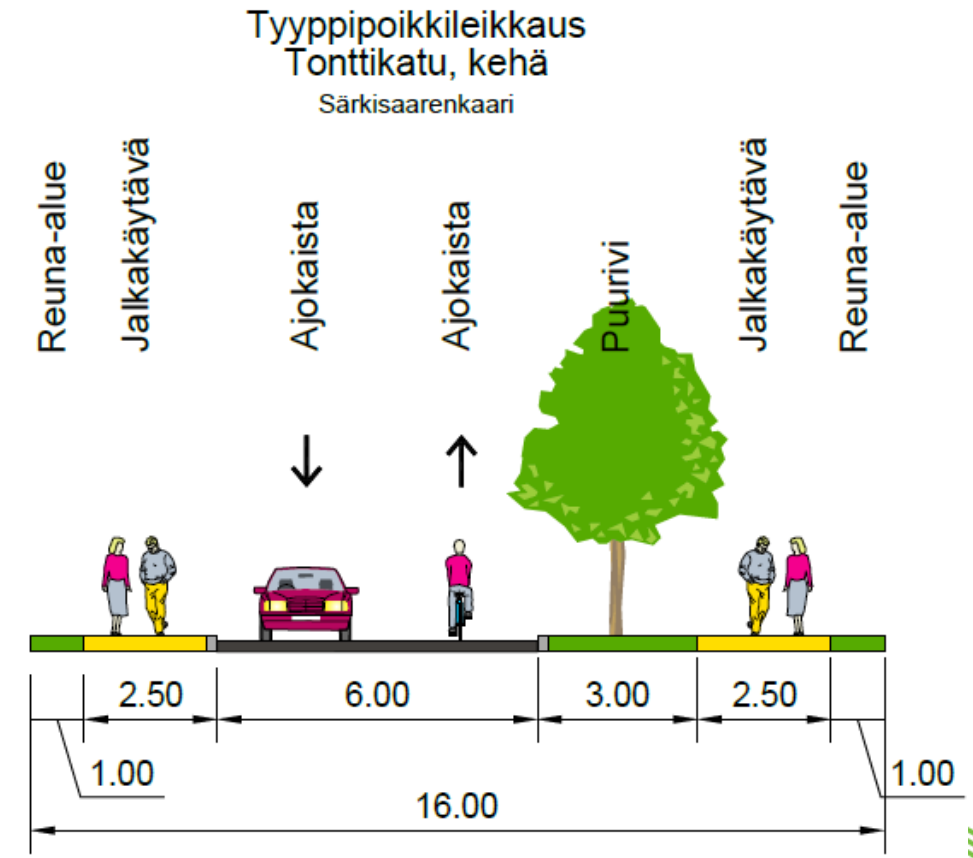 Tyyppipoikkileikkaus
Tonttikatu, kehä
Särkisaarenkaari
Reuna-alue
Jalkakäytävä
Ajokaista
Ajokaista
Puurivi
Jalkakäytävä
Reuna-alue
2.50
6.00
3.00
2.50
1.00
1.00
16.00